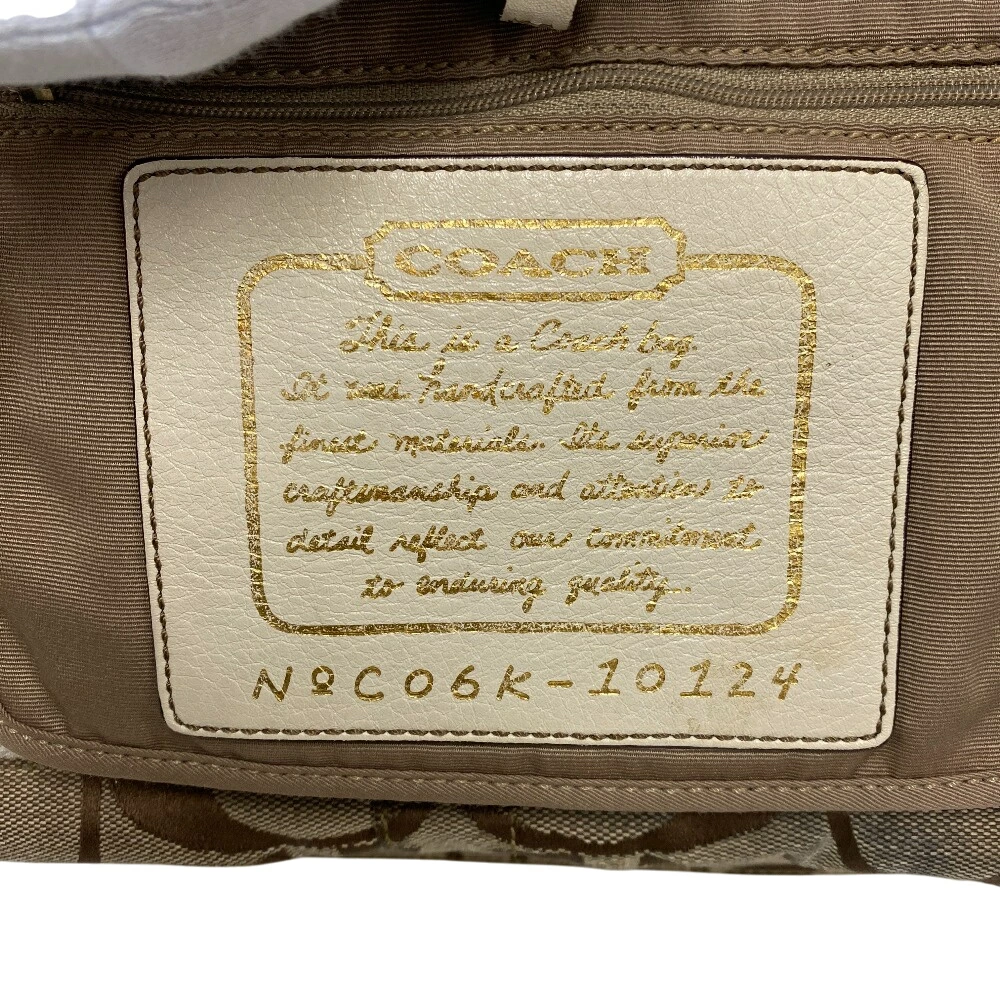 COACH
This is a Coach bag.
It was handcrafted from the
finest materials. Its superior
craftsmanship and attention to
detail reflect our commitment
to enduring quality.
Nº C06K-10124